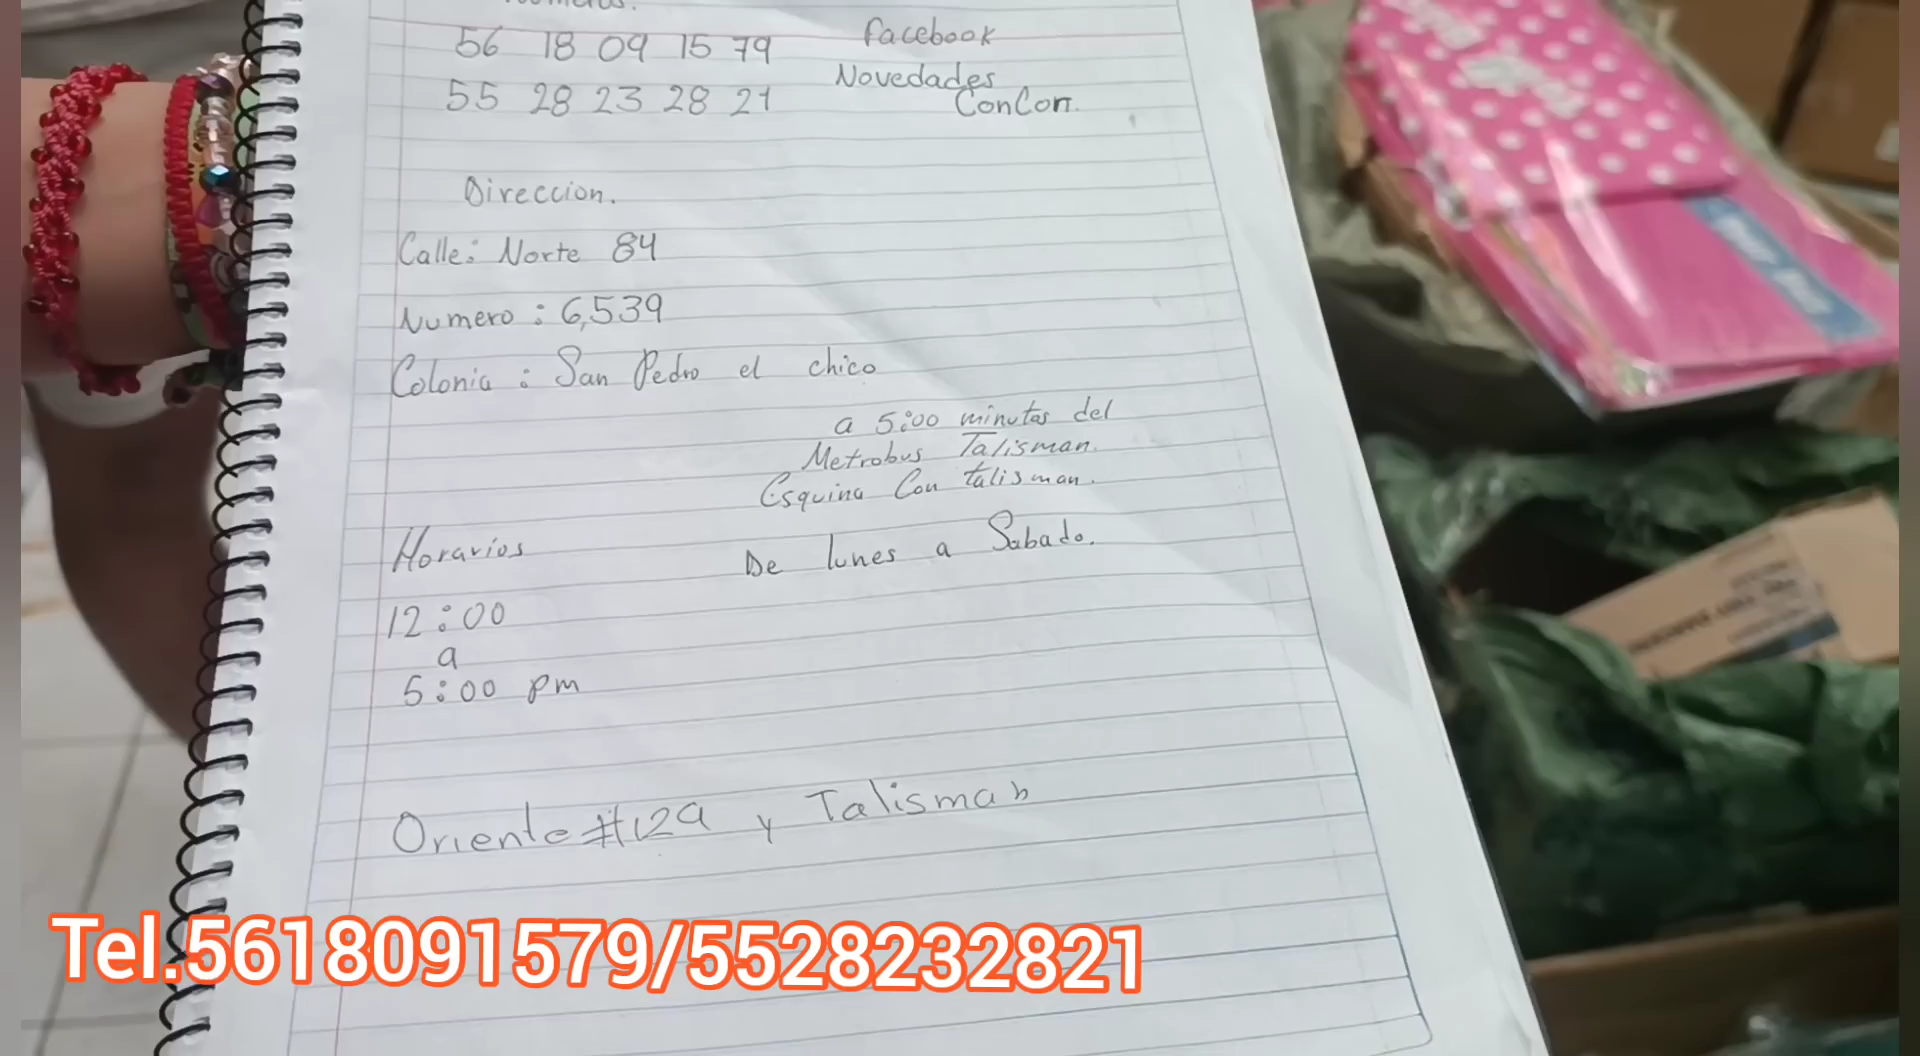 Numeros.
56 18 09 15 79
55 28 23 28 21
Facebook
Novedades
ConCon.
Direccion.
Calle: Norte 84
Numero: 6,539
Colonia: San Pedro el chico
a 5:00 minutos del
Metrobus Talisman.
Esquina Con talisman.
Horarios
De lunes a Sabado.
12:00
a
5:00 pm
Oriente #129 y Talisman
Tel.5618091579/5528232821